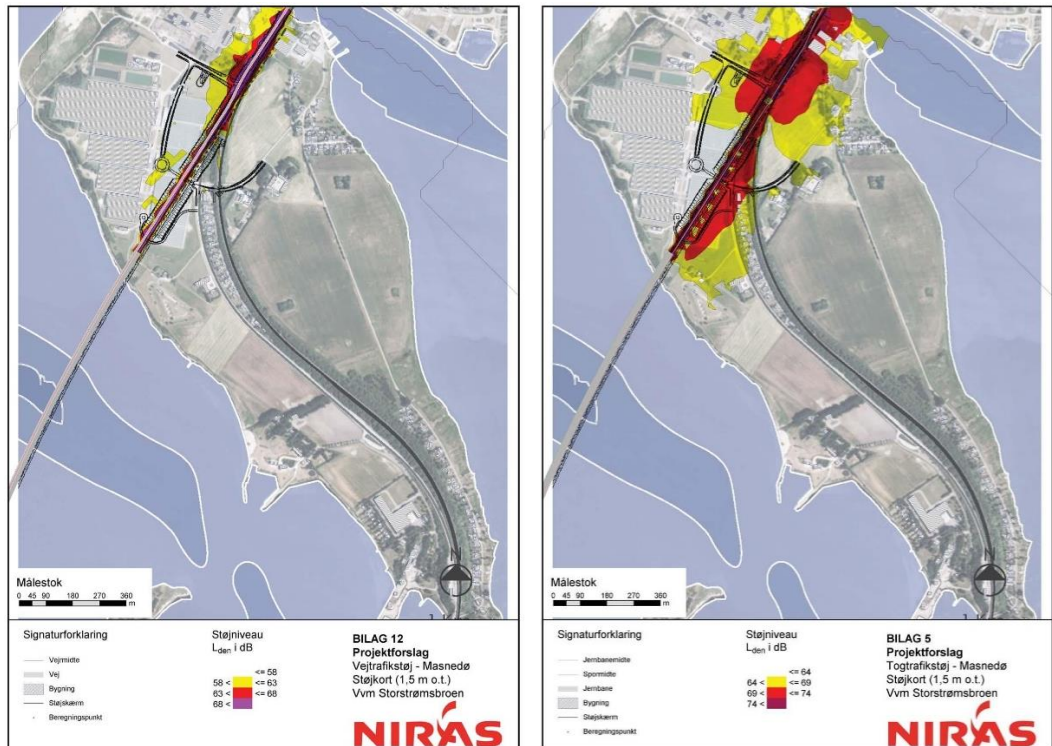 N
Målestok
0 45 90 180 270 360
m
Signaturforklaring
Vejmidte
Vej
Bygning
Støjskærm
Beregningspunkt
Støjniveau
Lden i dB
<= 58
58 < <= 63
63 < <= 68
68 <
BILAG 12
Projektforslag
Vejtrafikstøj - Masnedø
Støjkort (1,5 m o.t.)
Vvm Storstrømsbroen
NIRAS
N
Målestok
0 45 90 180 270 360
m
Signaturforklaring
Jernbanemidte
Spormidte
Jernbane
Bygning
Støjskærm
Beregningspunkt
Støjniveau
Lden i dB
<= 64
64 < <= 69
69 < <= 74
74 <
BILAG 5
Projektforslag
Togtrafikstøj - Masnedø
Støjkort (1,5 m o.t.)
Vvm Storstrømsbroen
NIRAS